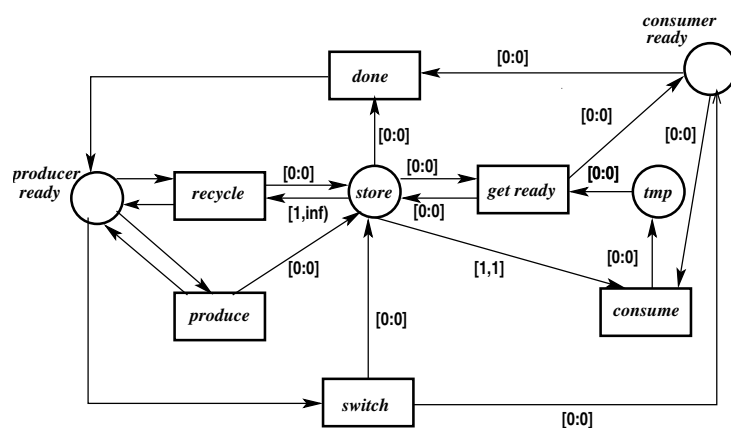 consumer
ready
[0:0]
done
[0:0]
[0:0]
[0:0]
producer
ready
[0:0]
[0:0]
[0:0]
recycle
store
get ready
tmp
[1,inf)
[0:0]
[0:0]
[1,1]
[0:0]
produce
consume
[0:0]
switch
[0:0]